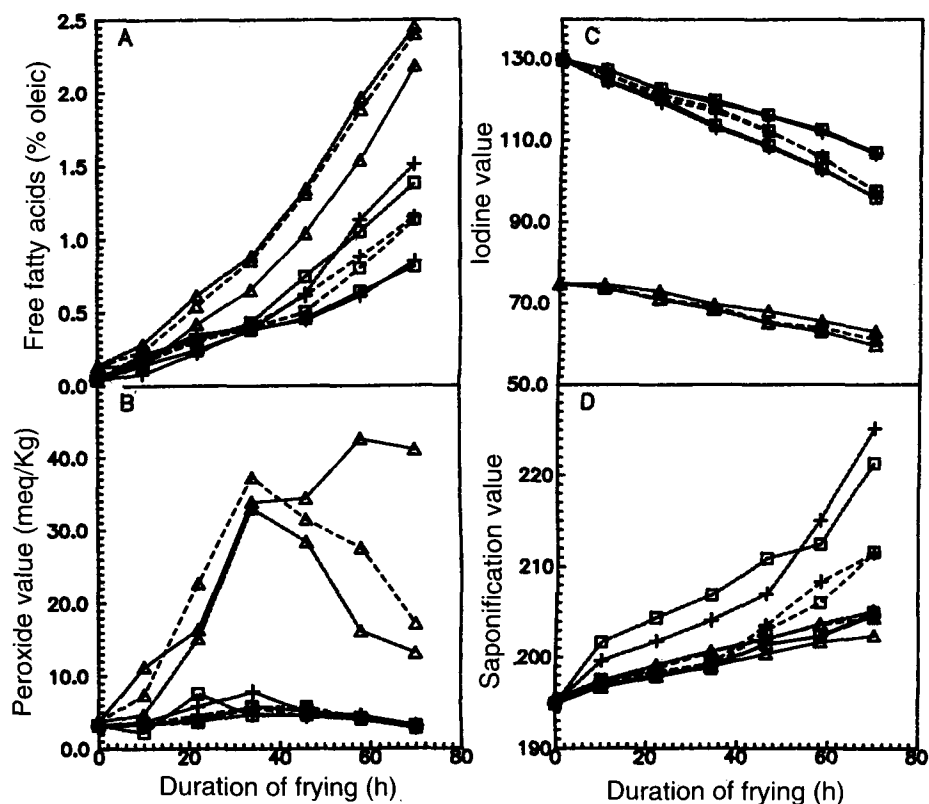 A
2.5
2.0
1.5
1.0
0.5
0.0
Free fatty acids (% oleic)
B
40.0
30.0
20.0
10.0
0.0
Peroxide value (meq/Kg)
0 20 40 60 80
Duration of frying (h)
C
130.0
110.0
90.0
70.0
50.0
Iodine value
D
220
210
200
190
Saponification value
0 20 40 60 80
Duration of frying (h)